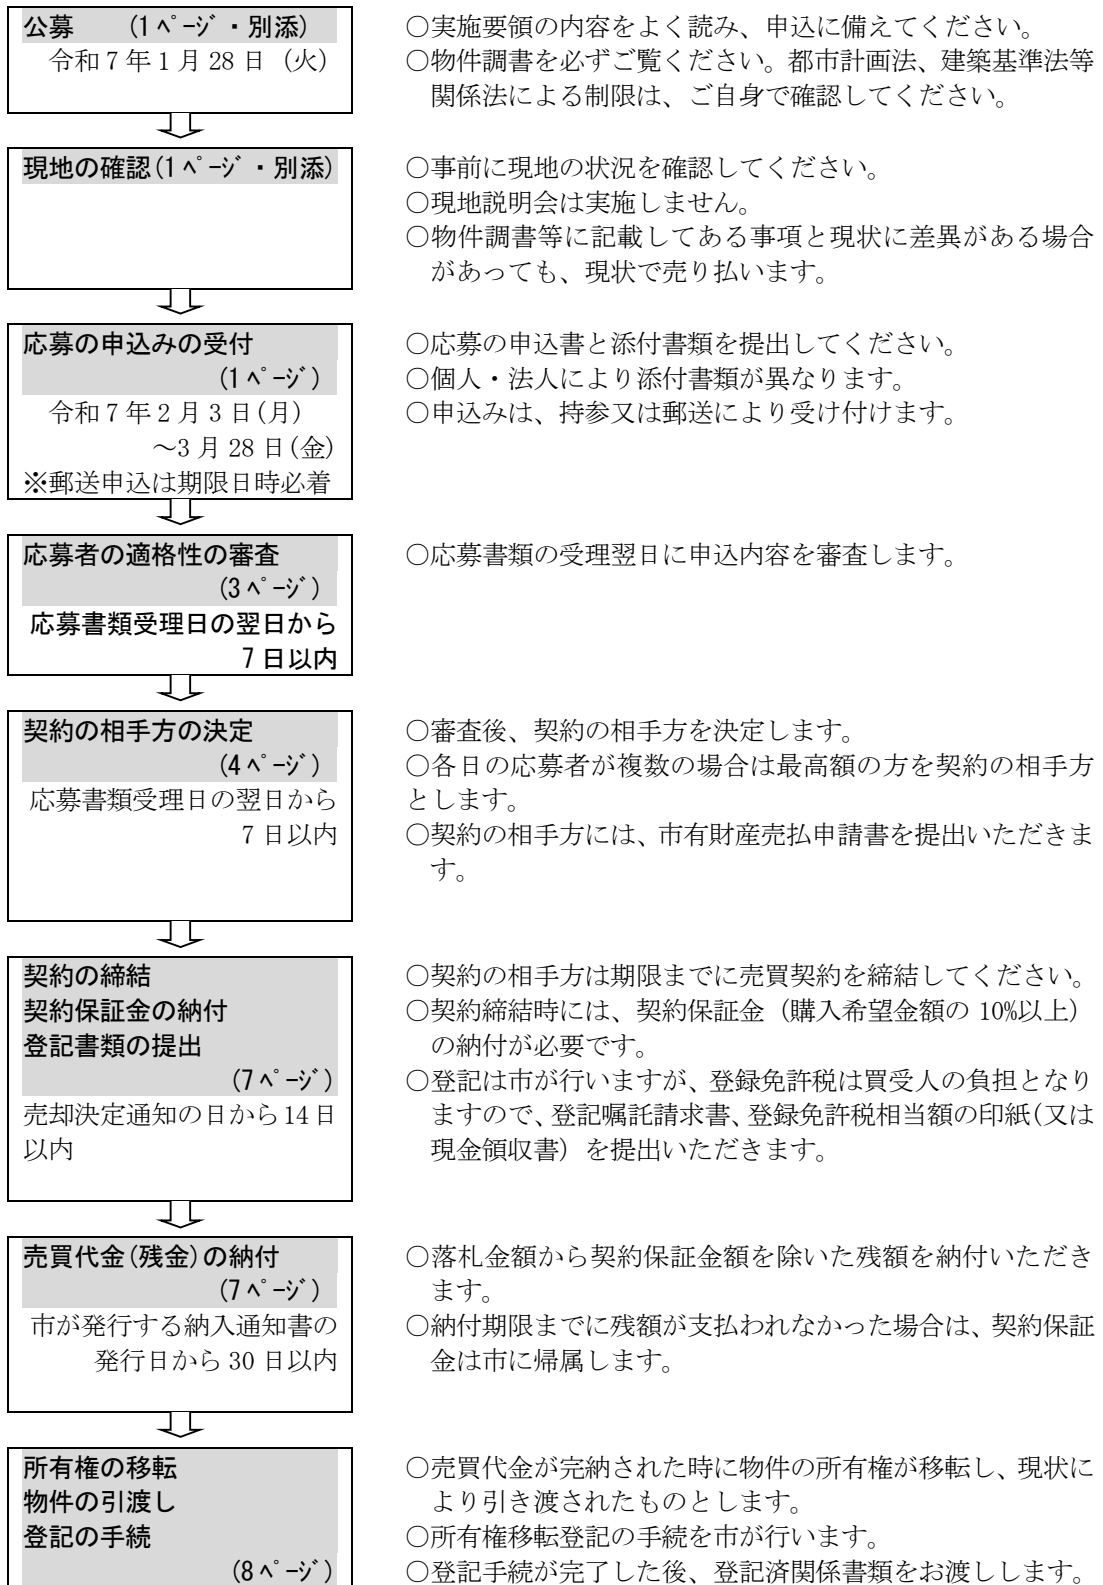 公募　　(1ﾍﾟｰｼﾞ・別添)
令和7年1月28日（火）
○実施要領の内容をよく読み、申込に備えてください。
○物件調書を必ずご覧ください。都市計画法、建築基準法等
関係法による制限は、ご自身で確認してください。
現地の確認(1ﾍﾟｰｼﾞ・別添)
○事前に現地の状況を確認してください。
○現地説明会は実施しません。
○物件調書等に記載してある事項と現状に差異がある場合
があっても、現状で売り払います。
応募の申込みの受付
(1ﾍﾟｰｼﾞ)
令和7年2月3日(月)
～3月28日(金)
※郵送申込は期限日時必着
○応募の申込書と添付書類を提出してください。
○個人・法人により添付書類が異なります。
○申込みは、持参又は郵送により受け付けます。
応募者の適格性の審査
(3ﾍﾟｰｼﾞ)
応募書類受理日の翌日から
7日以内
○応募書類の受理翌日に申込内容を審査します。
契約の相手方の決定
(4ﾍﾟｰｼﾞ)
応募書類受理日の翌日から
7日以内
○審査後、契約の相手方を決定します。
○各日の応募者が複数の場合は最高額の方を契約の相手方
とします。
○契約の相手方には、市有財産売払申請書を提出いただきま
す。
契約の締結
契約保証金の納付
登記書類の提出
(7ﾍﾟｰｼﾞ)
売却決定通知の日から14日
以内
○契約の相手方は期限までに売買契約を締結してください。
○契約締結時には、契約保証金（購入希望金額の10%以上）
の納付が必要です。
○登記は市が行いますが、登録免許税は買受人の負担となり
ますので、登記嘱託請求書、登録免許税相当額の印紙(又は
現金領収書）を提出いただきます。
売買代金(残金)の納付
(7ﾍﾟｰｼﾞ)
市が発行する納入通知書の
発行日から30日以内
○落札金額から契約保証金額を除いた残額を納付いただき
ます。
○納付期限までに残額が支払われなかった場合は、契約保証
金は市に帰属します。
所有権の移転
物件の引渡し
登記の手続
(8ﾍﾟｰｼﾞ)
○売買代金が完納された時に物件の所有権が移転し、現状に
より引き渡されたものとします。
○所有権移転登記の手続を市が行います。
○登記手続が完了した後、登記済関係書類をお渡しします。